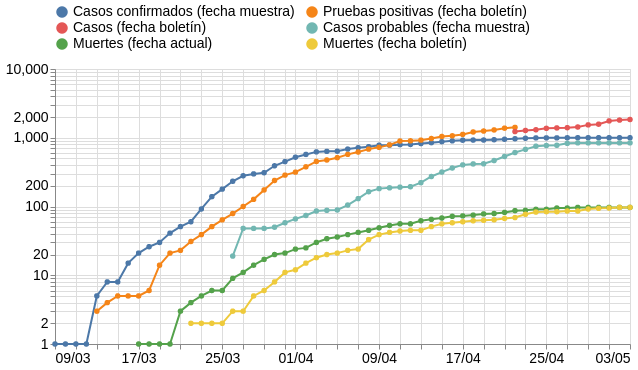 Casos confirmados (fecha muestra) Pruebas positivas (fecha boletín)
Casos (fecha boletín) Casos probables (fecha muestra)
Muertes (fecha actual) Muertes (fecha boletín)
10,000
2,000
1,000
200
100
20
10
2
1
09/03 17/03 25/03 01/04 09/04 17/04 25/04 03/05